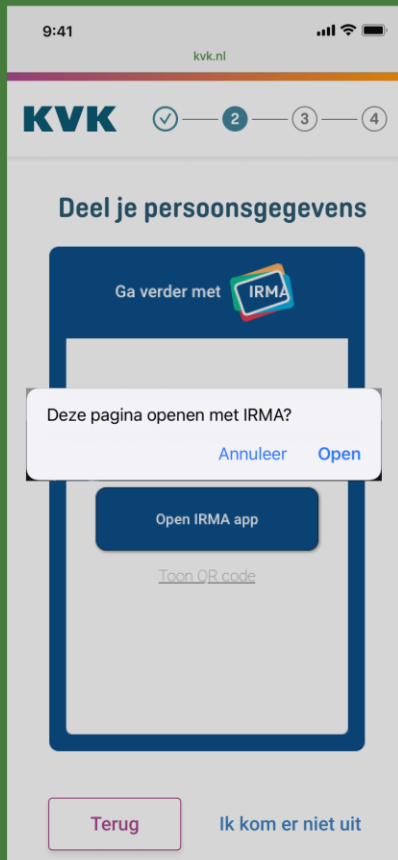 9:41
kvk.nl
KVK 2 3 4
Deel je persoonsgegevens
Ga verder met IRMA
Deze pagina openen met IRMA?
Annuleer Open
Open IRMA app
Toon QR code
Terug Ik kom er niet uit